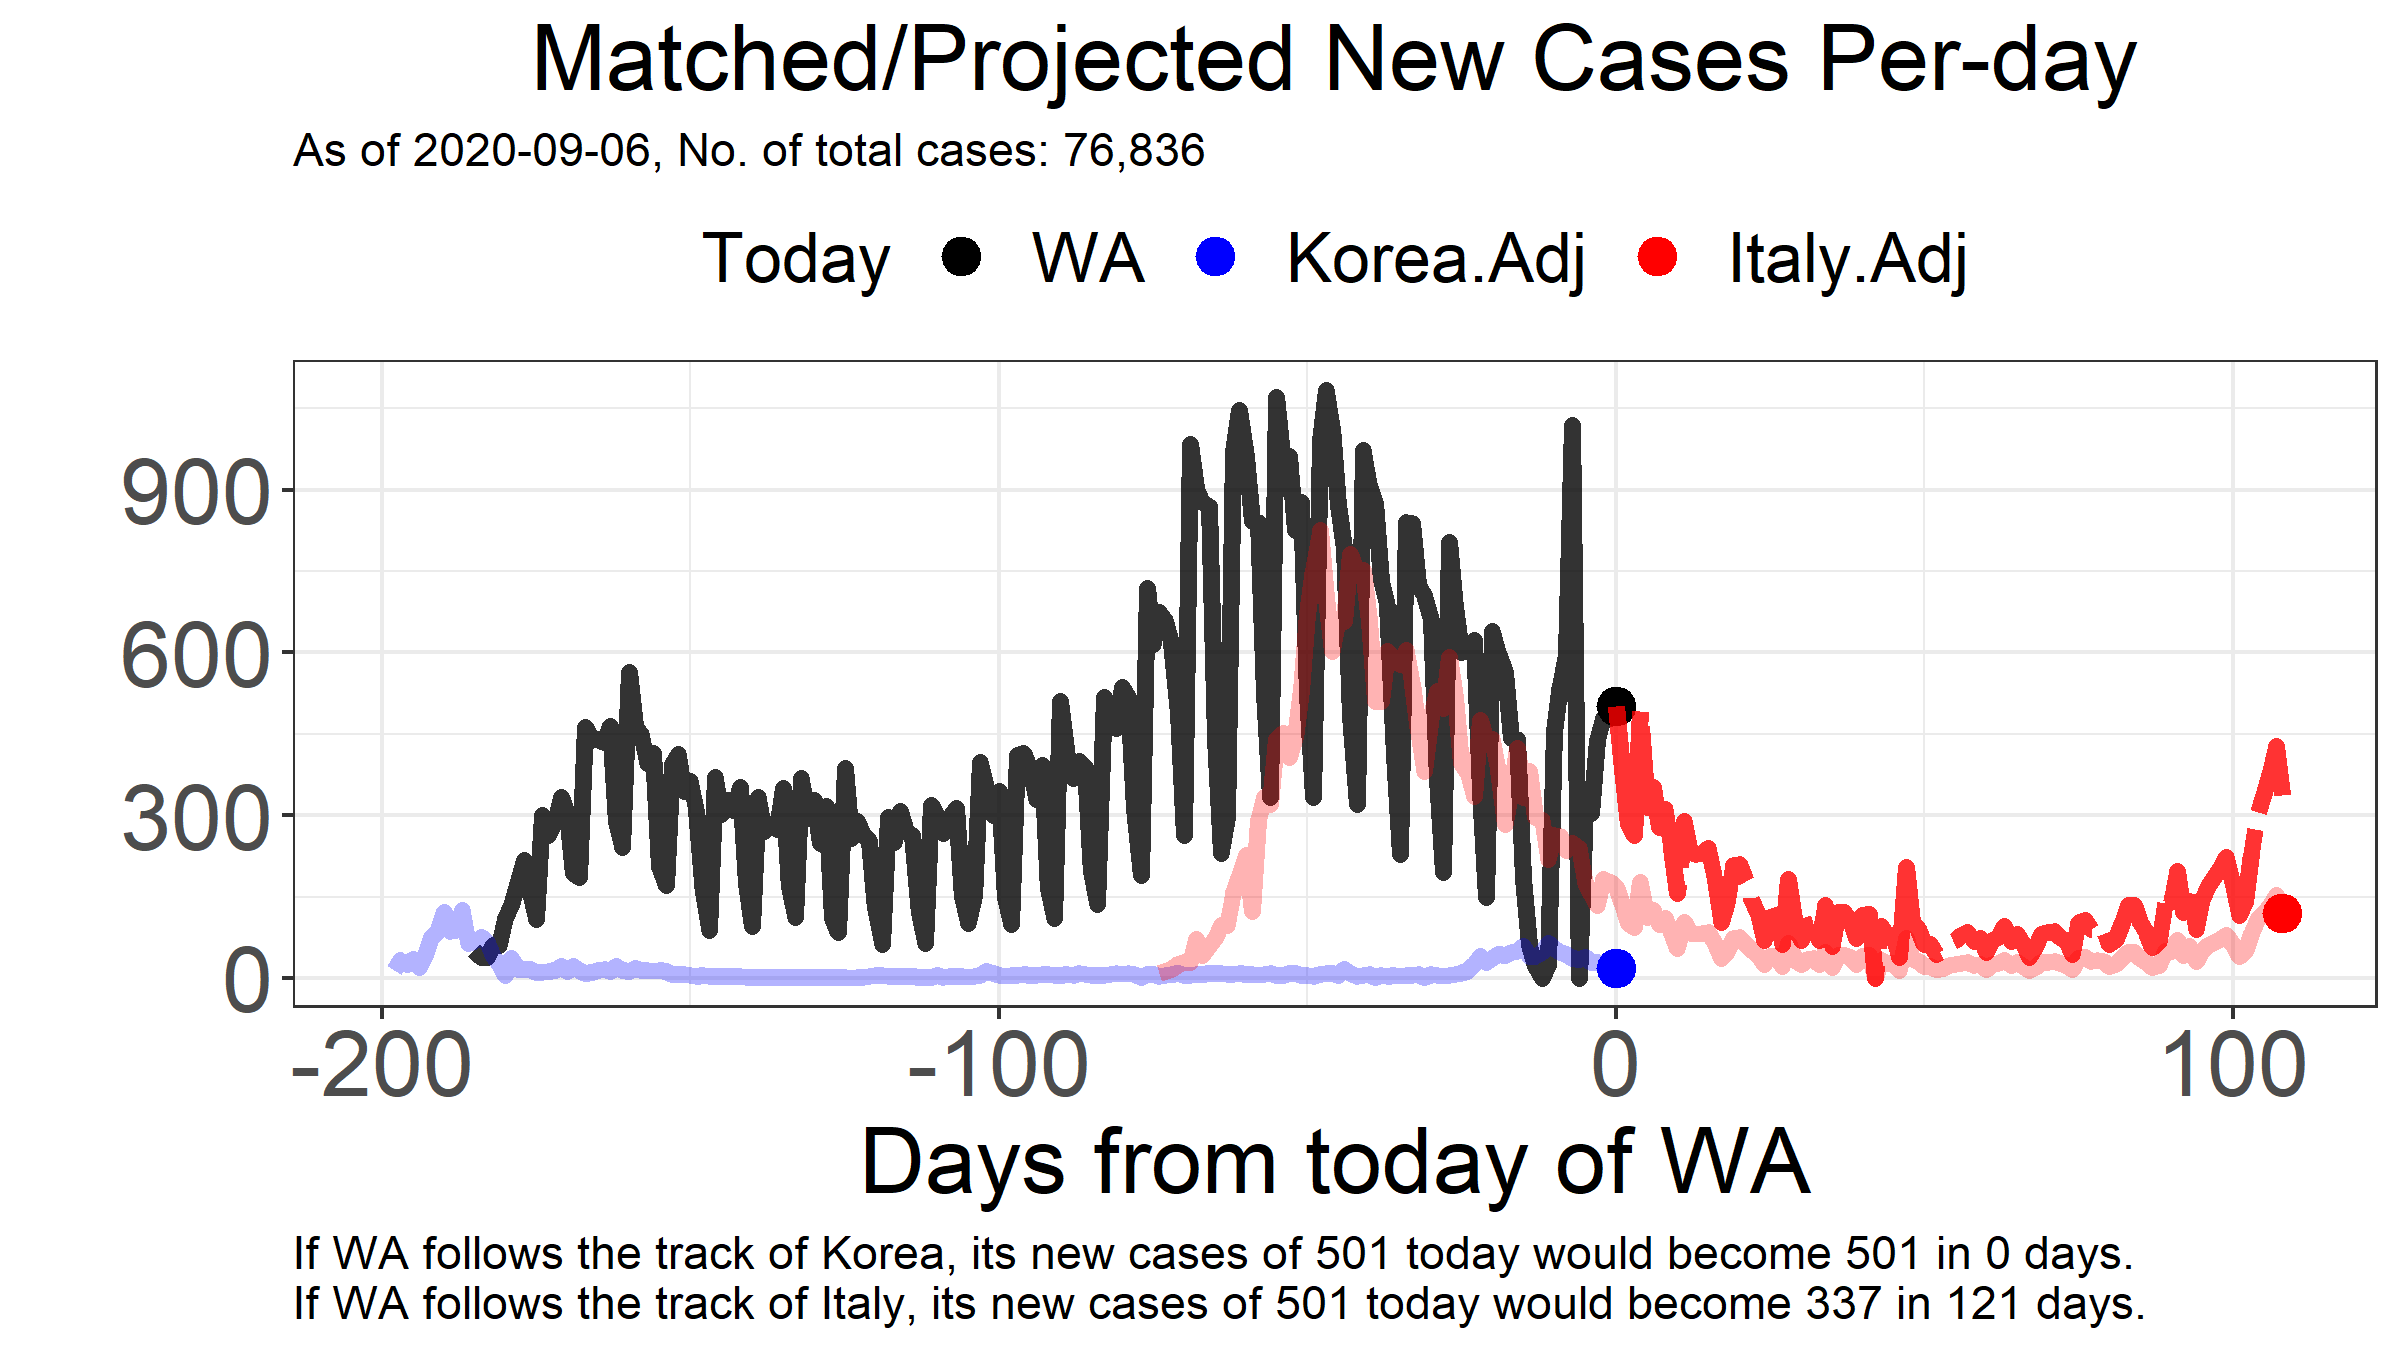 Matched/Projected New Cases Per-day
As of 2020-09-06, No. of total cases: 76,836
Today WA Korea.Adj Italy.Adj
900
600
300
0
-200 -100 0 100
Days from today of WA
If WA follows the track of Korea, its new cases of 501 today would become 501 in 0 days.
If WA follows the track of Italy, its new cases of 501 today would become 337 in 121 days.